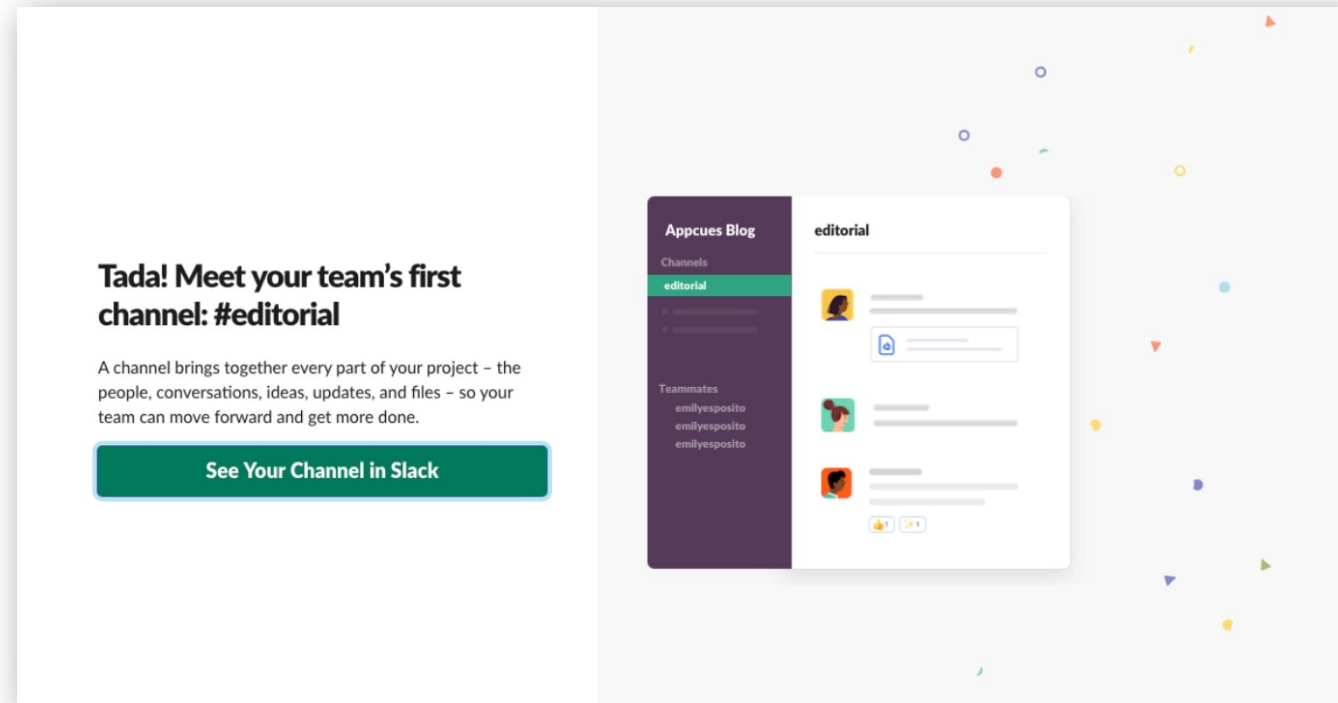 Tada! Meet your team’s first
channel: #editorial
A channel brings together every part of your project – the
people, conversations, ideas, updates, and files – so your
team can move forward and get more done.
See Your Channel in Slack
Appcues Blog
Channels
editorial
#
#
Teammates
emilyesposito
emilyesposito
emilyesposito
editorial
👍 1 ✨ 1